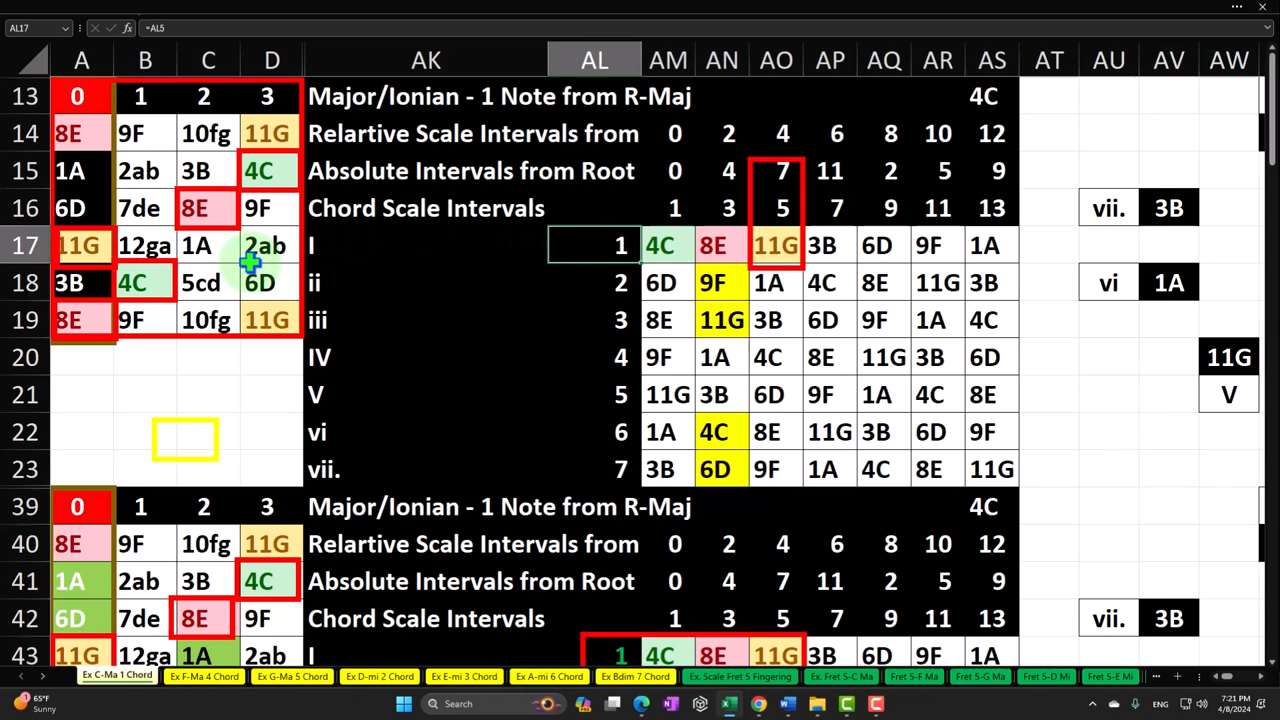 AL17 fx =AL5
A B C D AK AL AM AN AO AP AQ AR AS AT AU AV AW
13 0 1 2 3 Major/Ionian - 1 Note from R-Maj 4C
14 8E 9F 10fg 11G Relartive Scale Intervals from 0 2 4 6 8 10 12
15 1A 2ab 3B 4C Absolute Intervals from Root 0 4 7 11 2 5 9
16 6D 7de 8E 9F Chord Scale Intervals 1 3 5 7 9 11 13 vii. 3B
17 11G 12ga 1A 2ab I 1 4C 8E 11G 3B 6D 9F 1A
18 3B 4C 5cd 6D ii 2 6D 9F 1A 4C 8E 11G 3B vi 1A
19 8E 9F 10fg 11G iii 3 8E 11G 3B 6D 9F 1A 4C
20 IV 4 9F 1A 4C 8E 11G 3B 6D 11G
21 V 5 11G 3B 6D 9F 1A 4C 8E V
22 vi 6 1A 4C 8E 11G 3B 6D 9F
23 vii. 7 3B 6D 9F 1A 4C 8E 11G
39 0 1 2 3 Major/Ionian - 1 Note from R-Maj 4C
40 8E 9F 10fg 11G Relartive Scale Intervals from 0 2 4 6 8 10 12
41 1A 2ab 3B 4C Absolute Intervals from Root 0 4 7 11 2 5 9
42 6D 7de 8E 9F Chord Scale Intervals 1 3 5 7 9 11 13 vii. 3B
43 11G 12ga 1A 2ab I 1 4C 8E 11G 3B 6D 9F 1A
Ex C-Ma 1 Chord Ex F-Ma 4 Chord Ex G-Ma 5 Chord Ex D-mi 2 Chord Ex E-mi 3 Chord Ex A-mi 6 Chord Ex Bdim 7 Chord Ex. Scale Fret 5 Fingering Ex. Fret 5-C Ma Fret 5-F Ma Fret 5-G Ma Fret 5-D Mi Fret 5-E Mi
65°F
Sunny
Search
7:21 PM
4/8/2024